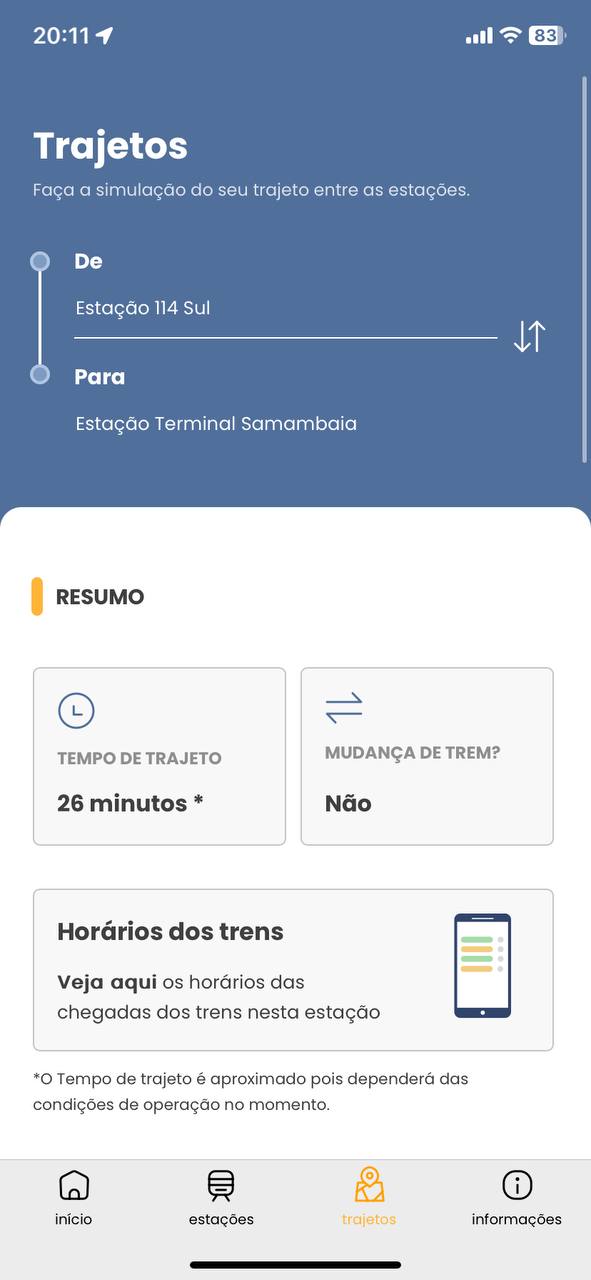 20:11
83
Trajetos
Faça a simulação do seu trajeto entre as estações.
De
Estação 114 Sul
Para
Estação Terminal Samambaia
RESUMO
TEMPO DE TRAJETO
26 minutos *
MUDANÇA DE TREM?
Não
Horários dos trens
Veja aqui os horários das
chegadas dos trens nesta estação
*O Tempo de trajeto é aproximado pois dependerá das
condições de operação no momento.
início
estações
trajetos
informações